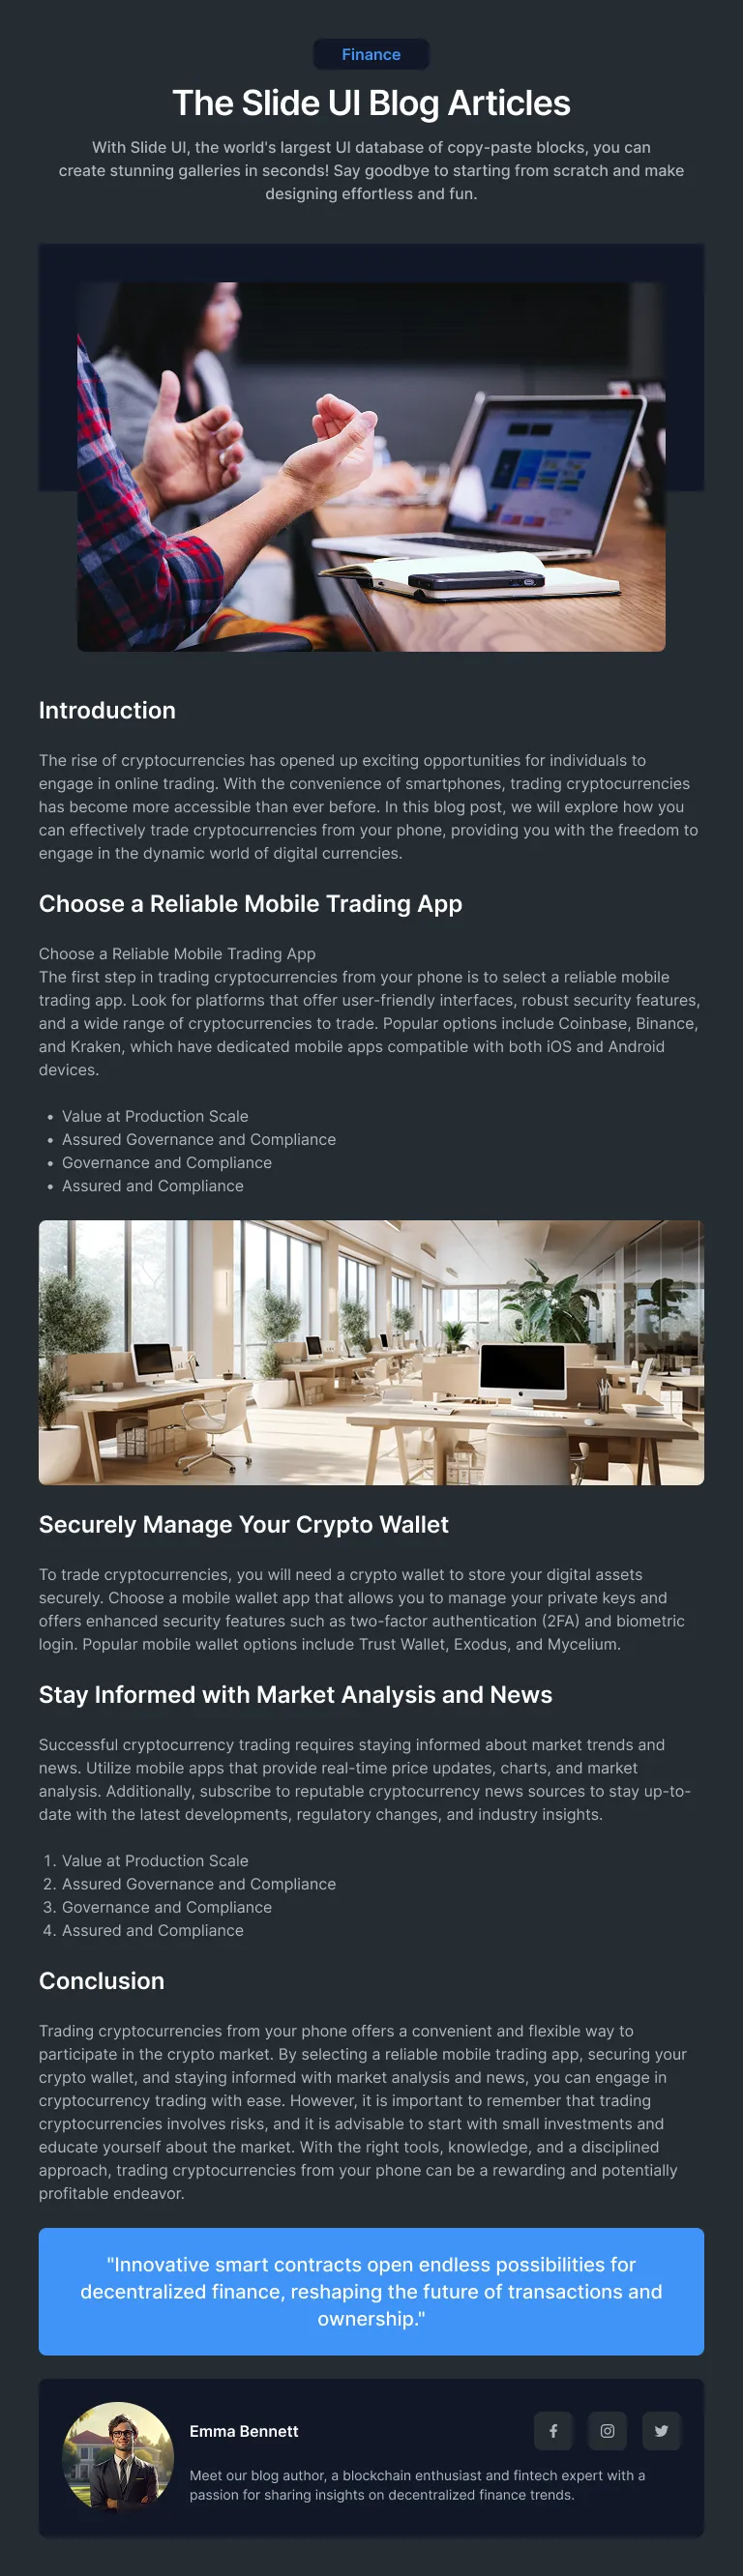 Finance
The Slide UI Blog Articles
With Slide UI, the world's largest UI database of copy-paste blocks, you can
create stunning galleries in seconds! Say goodbye to starting from scratch and make
designing effortless and fun.
Introduction
The rise of cryptocurrencies has opened up exciting opportunities for individuals to
engage in online trading. With the convenience of smartphones, trading cryptocurrencies
has become more accessible than ever before. In this blog post, we will explore how you
can effectively trade cryptocurrencies from your phone, providing you with the freedom to
engage in the dynamic world of digital currencies.
Choose a Reliable Mobile Trading App
Choose a Reliable Mobile Trading App
The first step in trading cryptocurrencies from your phone is to select a reliable mobile
trading app. Look for platforms that offer user-friendly interfaces, robust security features,
and a wide range of cryptocurrencies to trade. Popular options include Coinbase, Binance,
and Kraken, which have dedicated mobile apps compatible with both iOS and Android
devices.
• Value at Production Scale
• Assured Governance and Compliance
• Governance and Compliance
• Assured and Compliance
Securely Manage Your Crypto Wallet
To trade cryptocurrencies, you will need a crypto wallet to store your digital assets
securely. Choose a mobile wallet app that allows you to manage your private keys and
offers enhanced security features such as two-factor authentication (2FA) and biometric
login. Popular mobile wallet options include Trust Wallet, Exodus, and Mycelium.
Stay Informed with Market Analysis and News
Successful cryptocurrency trading requires staying informed about market trends and
news. Utilize mobile apps that provide real-time price updates, charts, and market
analysis. Additionally, subscribe to reputable cryptocurrency news sources to stay up-to-
date with the latest developments, regulatory changes, and industry insights.
1. Value at Production Scale
2. Assured Governance and Compliance
3. Governance and Compliance
4. Assured and Compliance
Conclusion
Trading cryptocurrencies from your phone offers a convenient and flexible way to
participate in the crypto market. By selecting a reliable mobile trading app, securing your
crypto wallet, and staying informed with market analysis and news, you can engage in
cryptocurrency trading with ease. However, it is important to remember that trading
cryptocurrencies involves risks, and it is advisable to start with small investments and
educate yourself about the market. With the right tools, knowledge, and a disciplined
approach, trading cryptocurrencies from your phone can be a rewarding and potentially
profitable endeavor.
"Innovative smart contracts open endless possibilities for
decentralized finance, reshaping the future of transactions and
ownership."
Emma Bennett
Meet our blog author, a blockchain enthusiast and fintech expert with a
passion for sharing insights on decentralized finance trends.